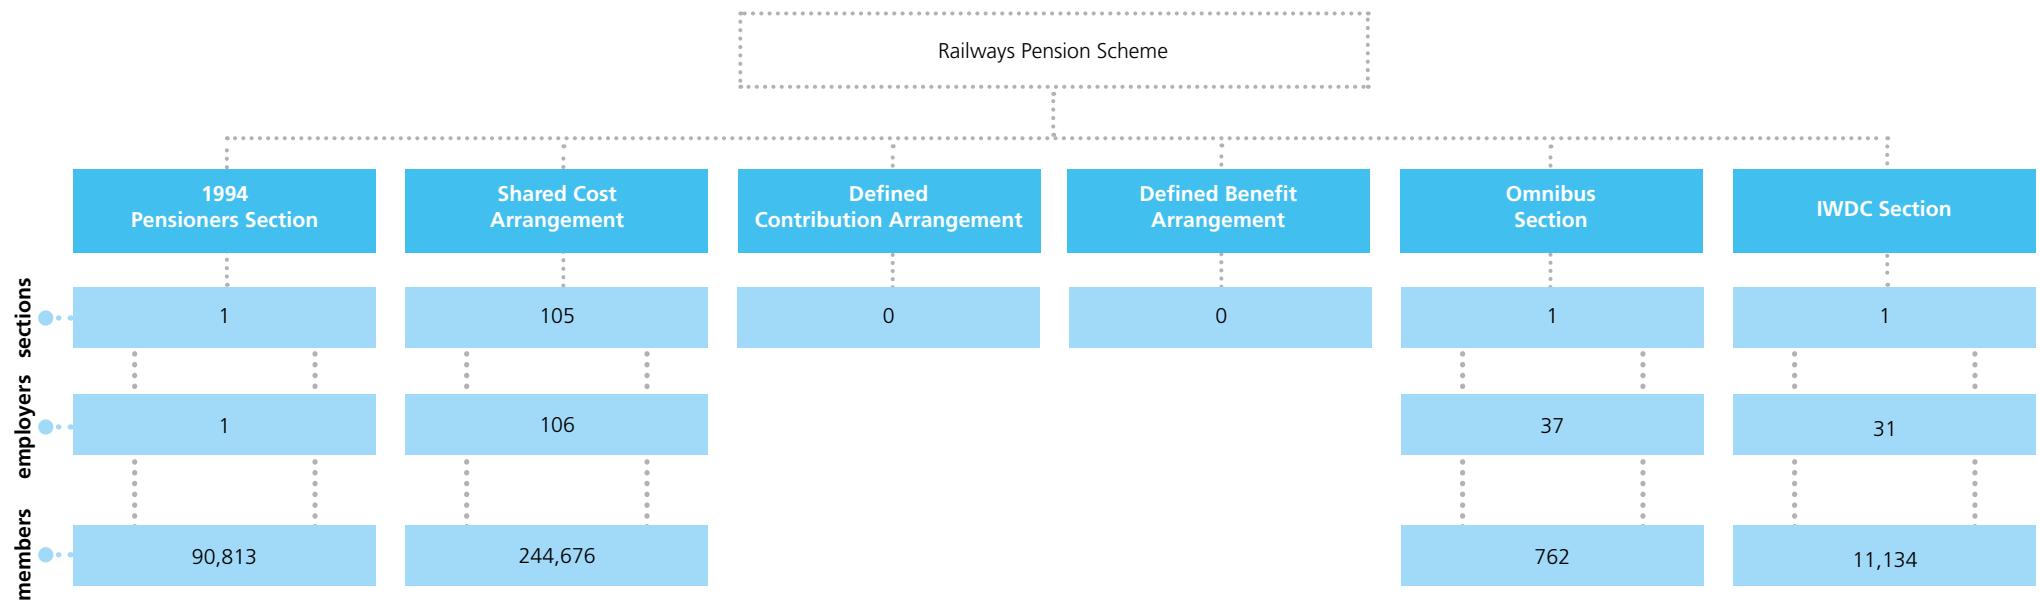 Railways Pension Scheme
1994
Pensioners Section
Shared Cost
Arrangement
Defined
Contribution Arrangement
Defined Benefit
Arrangement
Omnibus
Section
IWDC Section
sections
1
105
0
0
1
1
employers
1
106
37
31
members
90,813
244,676
762
11,134